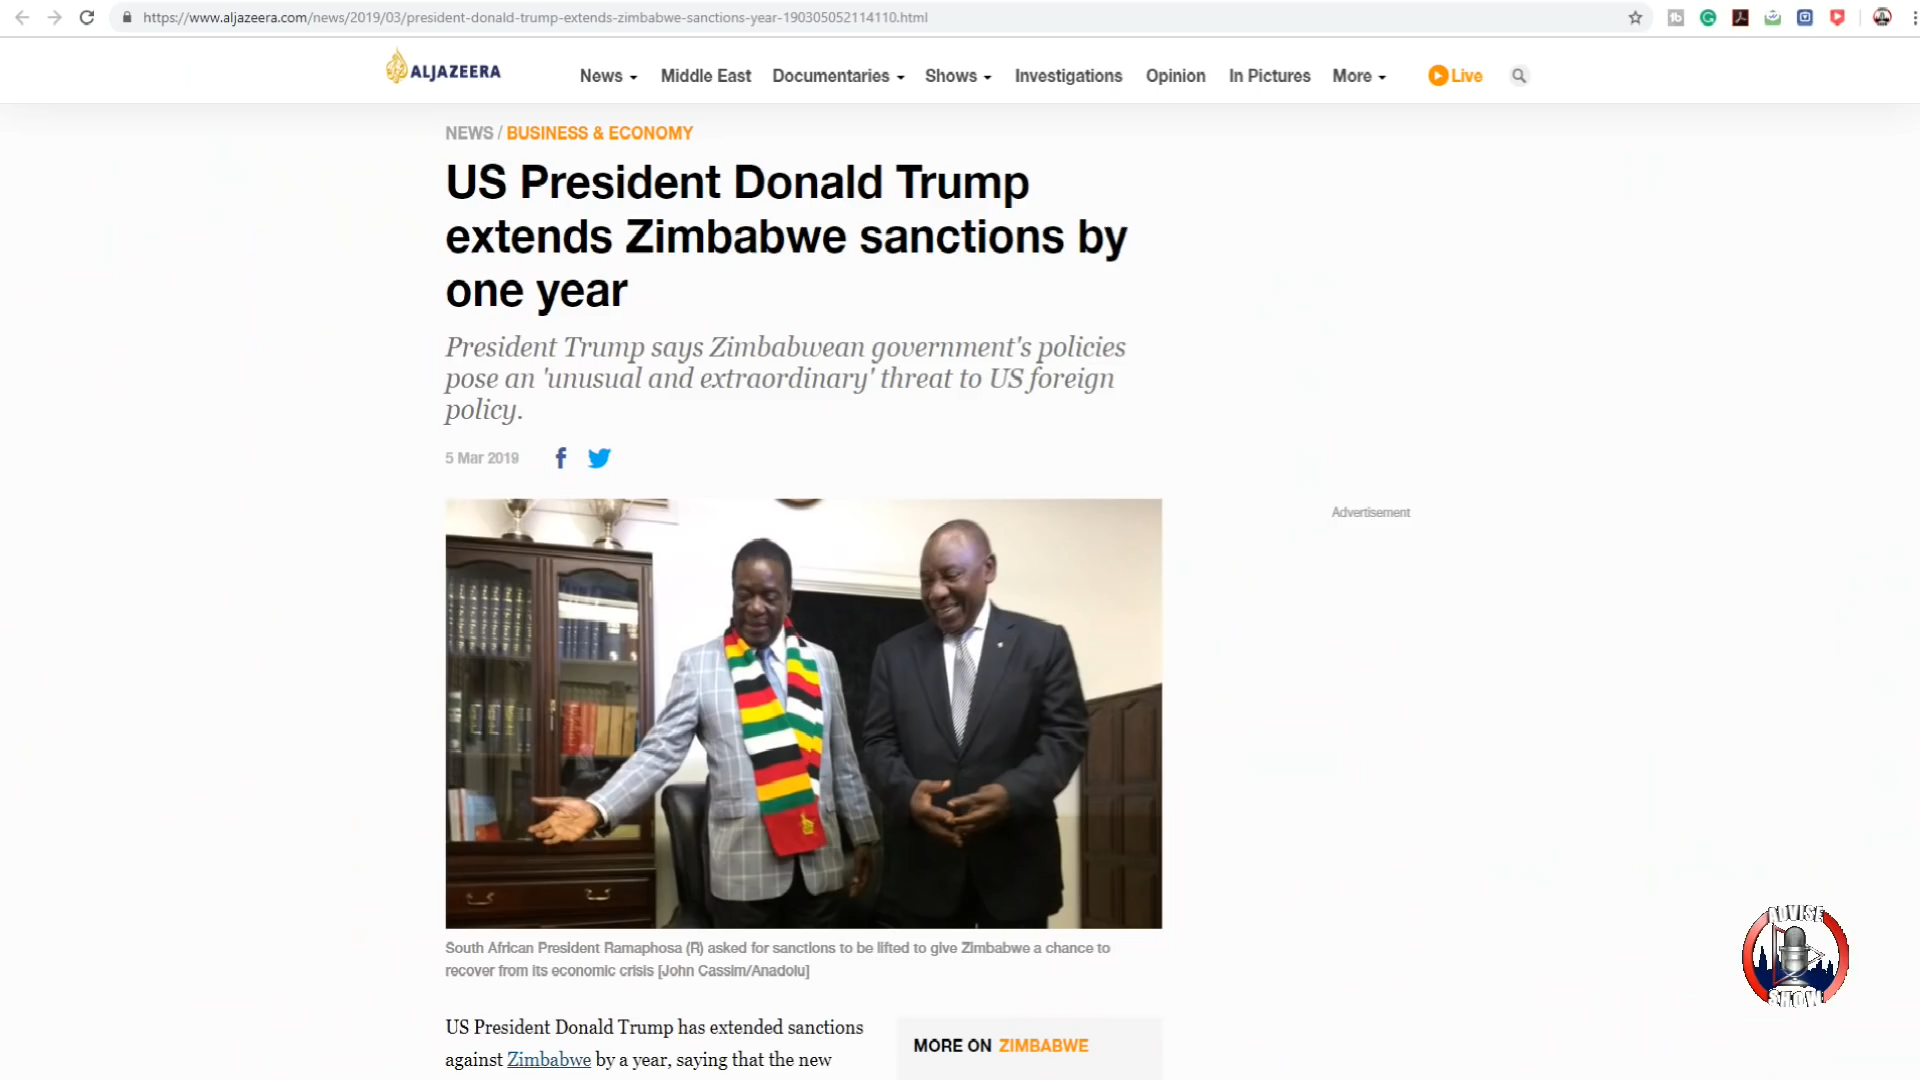 https://www.aljazeera.com/news/2019/03/president-donald-trump-extends-zimbabwe-sanctions-year-190305052114110.html
ALJAZEERA
News Middle East Documentaries Shows Investigations Opinion In Pictures More Live
NEWS / BUSINESS & ECONOMY
US President Donald Trump
extends Zimbabwe sanctions by
one year
President Trump says Zimbabwean government's policies
pose an 'unusual and extraordinary' threat to US foreign
policy.
5 Mar 2019
Advertisement
South African President Ramaphosa (R) asked for sanctions to be lifted to give Zimbabwe a chance to
recover from its economic crisis [John Cassim/Anadolu]
US President Donald Trump has extended sanctions
against Zimbabwe by a year, saying that the new
MORE ON ZIMBABWE
ADVISE
SHOW